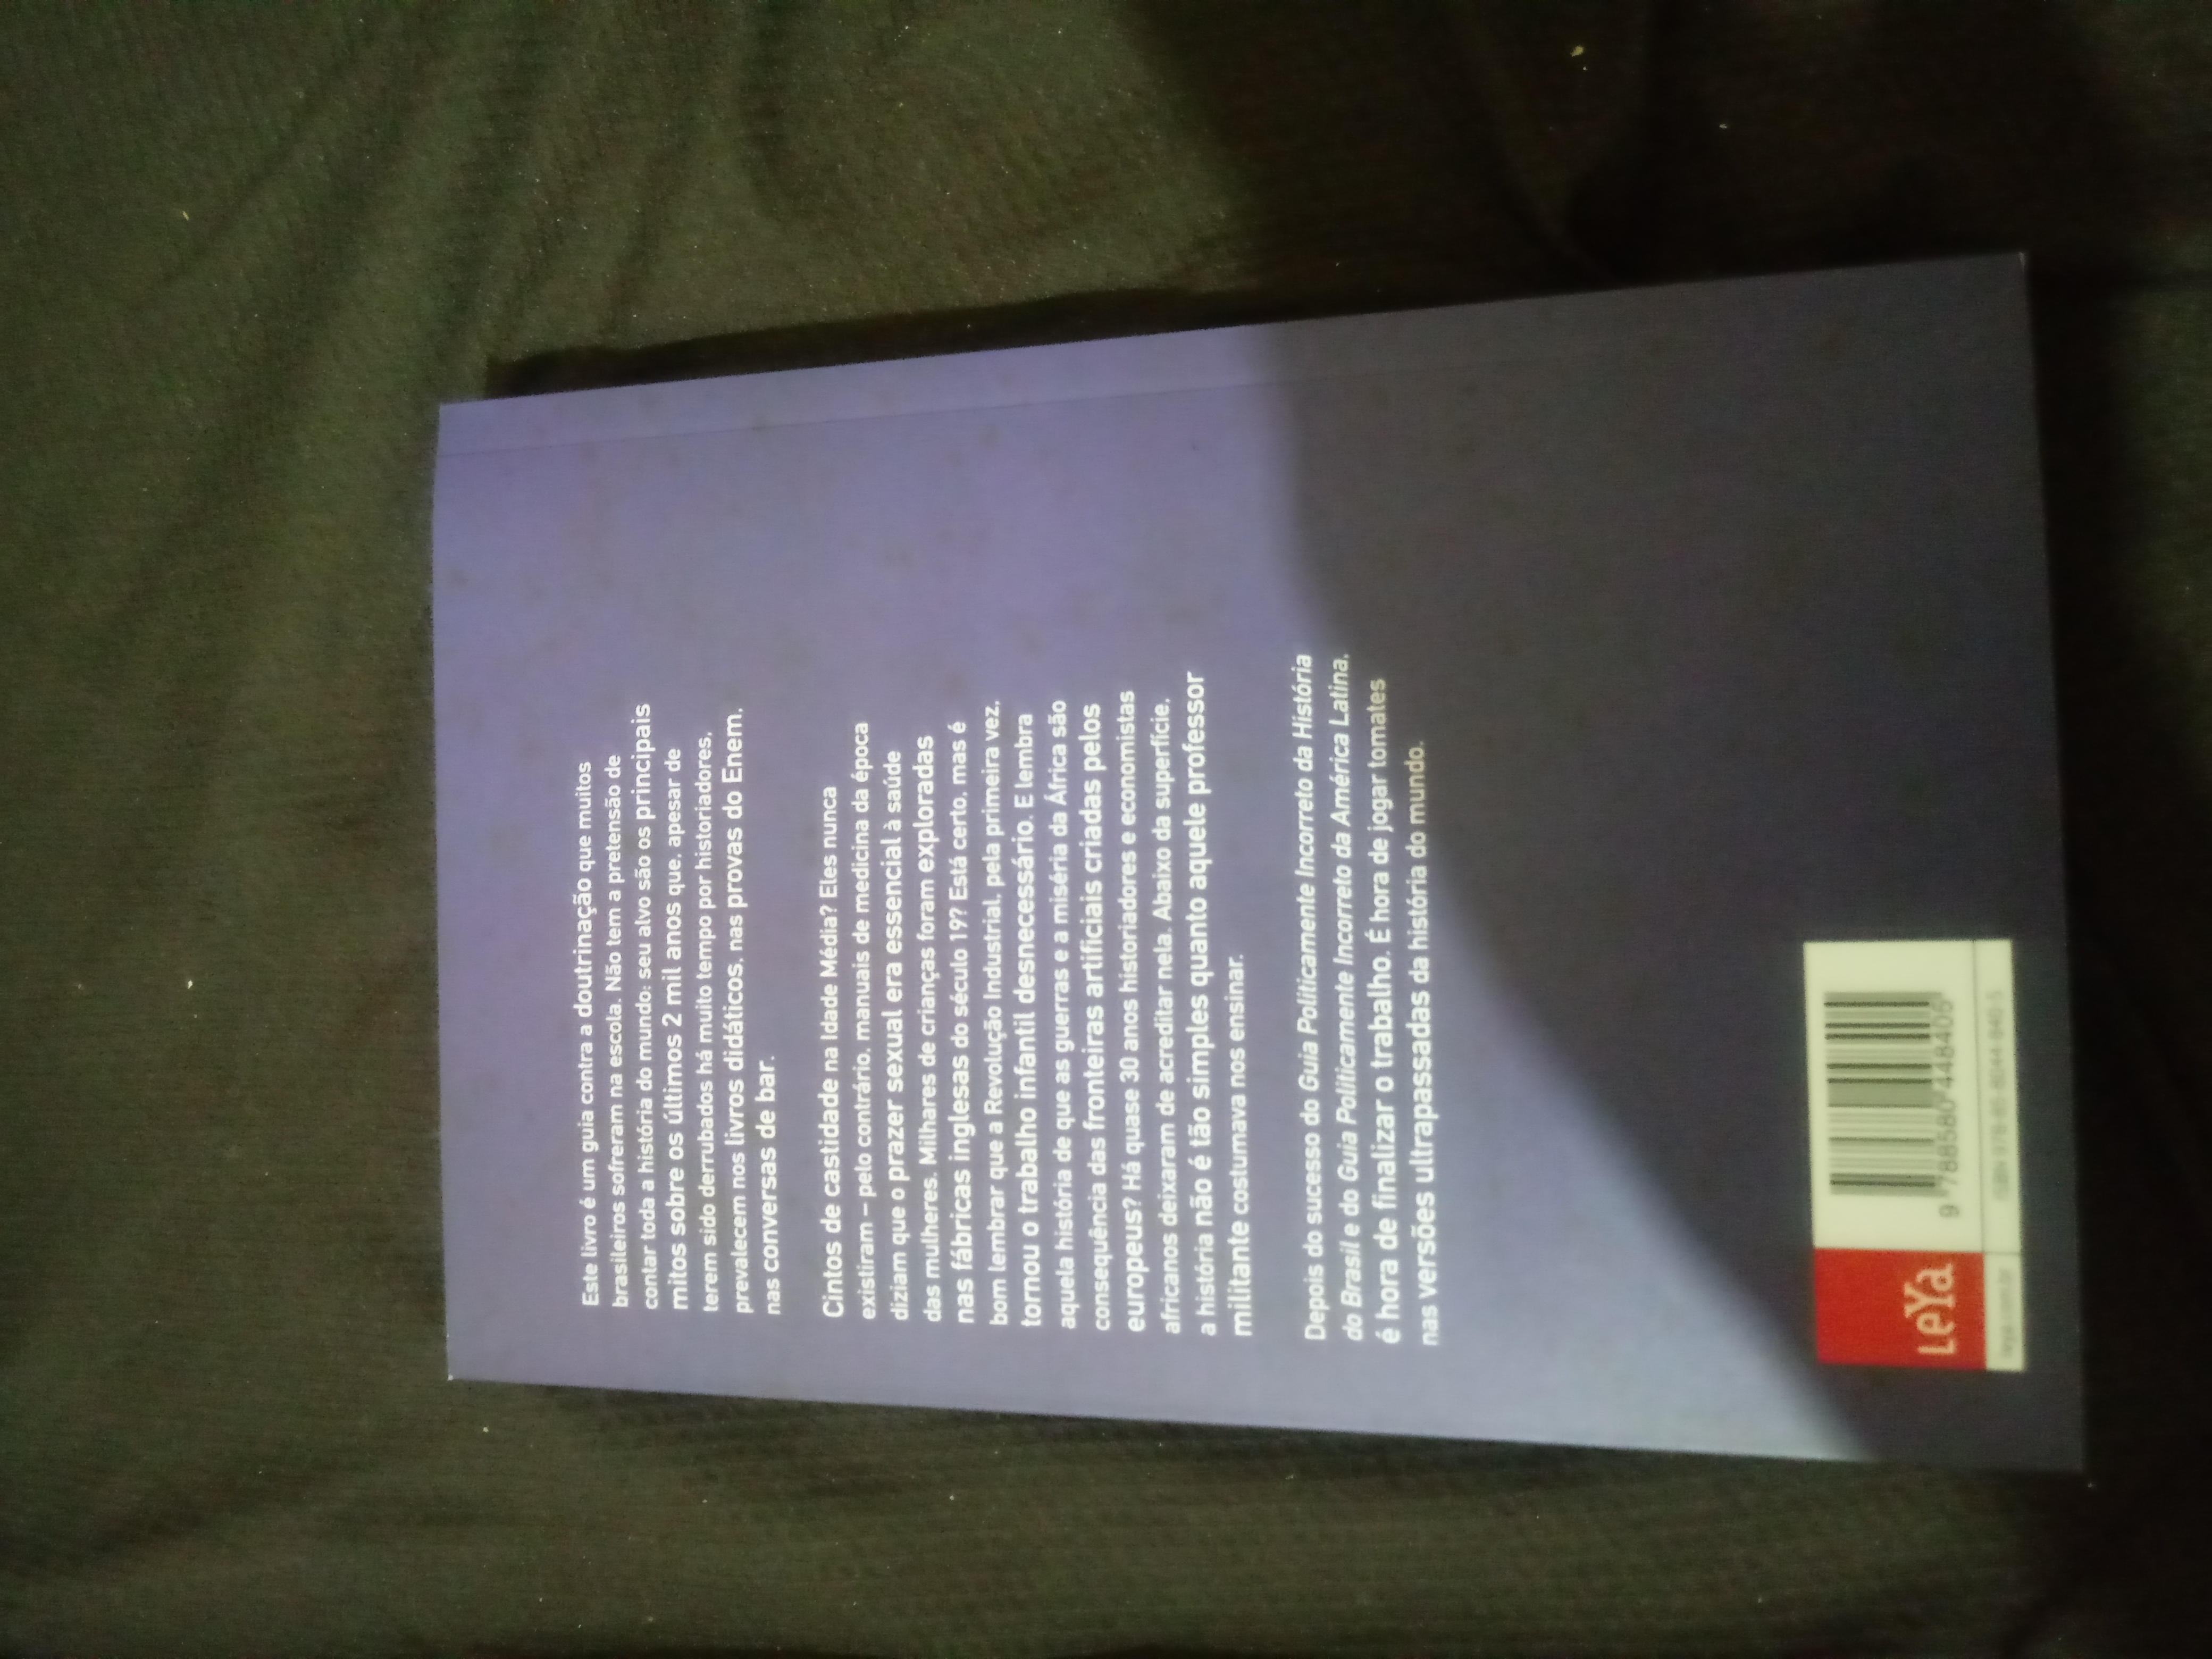 Este livro é um guia contra a doutrinação que muitos
brasileiros sofreram na escola. Não tem a pretensão de
contar toda a história do mundo: seu alvo são os principais
mitos sobre os últimos 2 mil anos que, apesar de
terem sido derrubados há muito tempo por historiadores,
prevalecem nos livros didáticos, nas provas do Enem,
nas conversas de bar.
Cintos de castidade na Idade Média? Eles nunca
existiram – pelo contrário, manuais de medicina da época
diziam que o prazer sexual era essencial à saúde
das mulheres. Milhares de crianças foram exploradas
nas fábricas inglesas do século 19? Está certo, mas é
bom lembrar que a Revolução Industrial, pela primeira vez,
tornou o trabalho infantil desnecessário. E lembra
aquela história de que as guerras e a miséria da África são
consequência das fronteiras artificiais criadas pelos
europeus? Há quase 30 anos historiadores e economistas
africanos deixaram de acreditar nela. Abaixo da superfície,
a história não é tão simples quanto aquele professor
militante costumava nos ensinar.
Depois do sucesso do Guia Politicamente Incorreto da História
do Brasil e do Guia Politicamente Incorreto da América Latina,
é hora de finalizar o trabalho. É hora de jogar tomates
nas versões ultrapassadas da história do mundo.
LeYa
9 788580 448405
leya.com.br
ISBN 978-85-8044-840-5